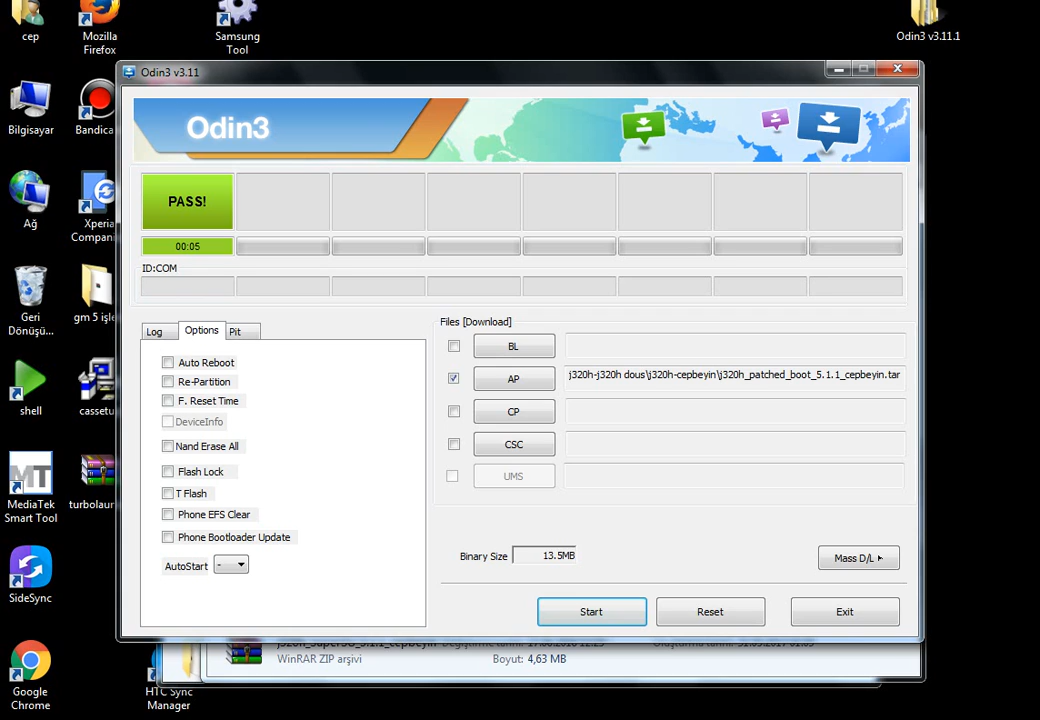 cep
Mozilla
Firefox
Samsung
Tool
Odin3 v3.11.1
Bilgisayar
Bandica
Ağ
Xperia
Compan
Geri
Dönüşü...
gm 5 işle
shell
cassetu
MediaTek
Smart Tool
turbolaur
SideSync
Google
Chrome
HTC Sync
Manager
Odin3 v3.11
Odin3
PASS!
00:05
ID:COM
Log
Options
Pit
Auto Reboot
Re-Partition
F. Reset Time
DeviceInfo
Nand Erase All
Flash Lock
T Flash
Phone EFS Clear
Phone Bootloader Update
AutoStart
-
Files [Download]
BL
AP
j320h-j320h dous\j320h-cepbeyin\j320h_patched_boot_5.1.1_cepbeyin.tar
CP
CSC
UMS
Binary Size
13.5MB
Mass D/L
Start
Reset
Exit
WinRAR ZIP arşivi
Boyut: 4,63 MB
MT